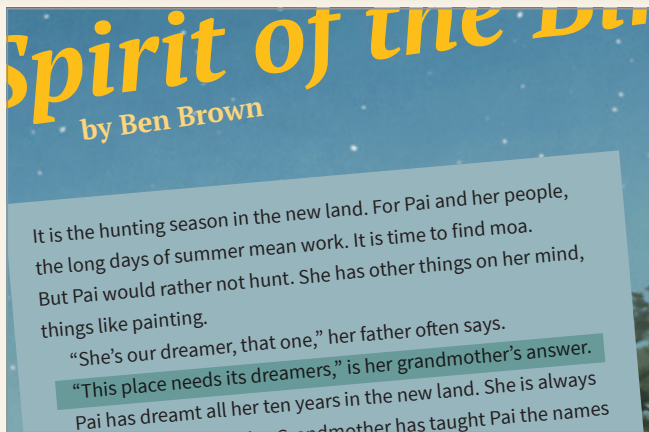 Spirit of the
by Ben Brown
It is the hunting season in the new land. For Pai and her people,
the long days of summer mean work. It is time to find moa.
But Pai would rather not hunt. She has other things on her mind,
things like painting.
“She’s our dreamer, that one,” her father often says.
“This place needs its dreamers,” is her grandmother’s answer.
Pai has dreamt all her ten years in the new land. She is always
Grandmother has taught Pai the names